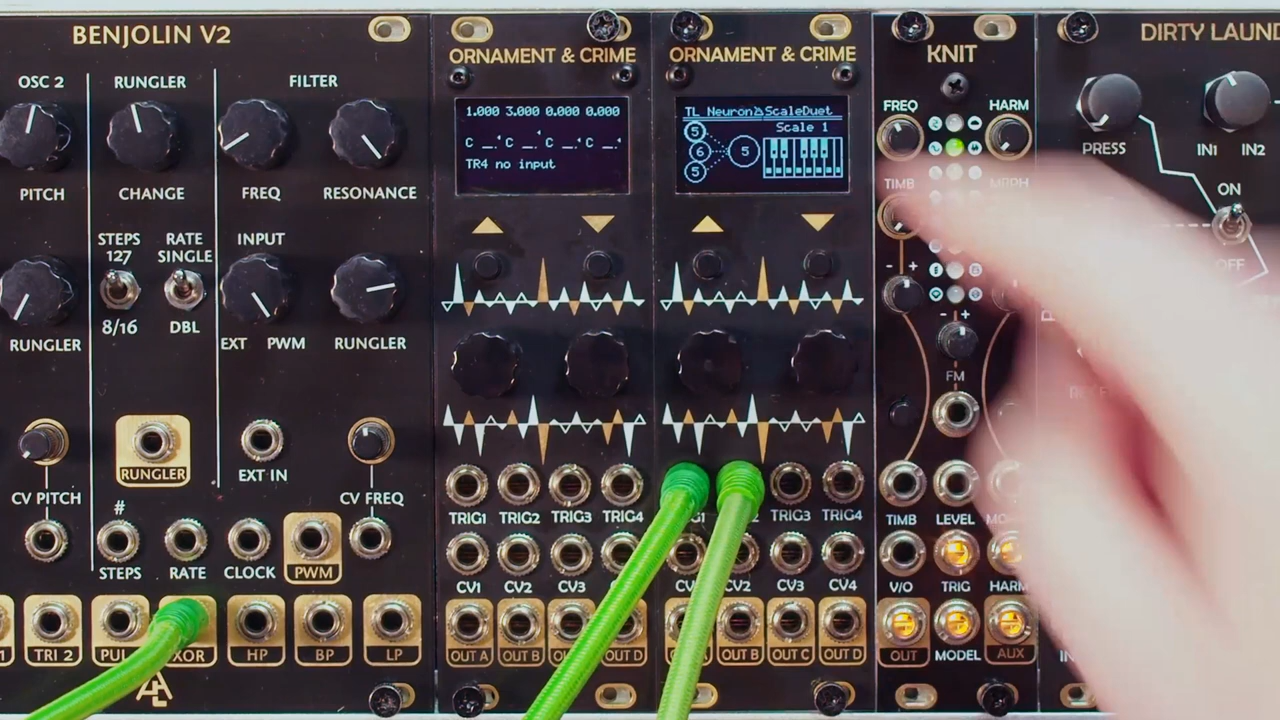 BENJOLIN V2
OSC 2
RUNGLER
FILTER
PITCH
CHANGE
FREQ
RESONANCE
STEPS
127
RATE
SINGLE
INPUT
8/16
DBL
RUNGLER
EXT
PWM
RUNGLER
RUNGLER
EXT IN
CV PITCH
CV FREQ
#
STEPS
RATE
CLOCK
PWM
TRI 2
PUL
XOR
HP
BP
LP
ORNAMENT & CRIME
1.000 3.000 0.000 0.000
TR4 no input
TRIG1
TRIG2
TRIG3
TRIG4
CV1
CV2
CV3
OUT A
OUT B
OUT D
ORNAMENT & CRIME
TL Neuron ScaleDuet
Scale 1
5
6
5
5
TRIG3
TRIG4
CV2
CV3
CV4
OUT B
OUT C
OUT D
KNIT
FREQ
HARM
TIMB
- +
- +
FM
TIMB
LEVEL
V/O
TRIG
HARM
OUT
MODEL
AUX
DIRTY LAUND
PRESS
IN1
IN2
ON
OFF